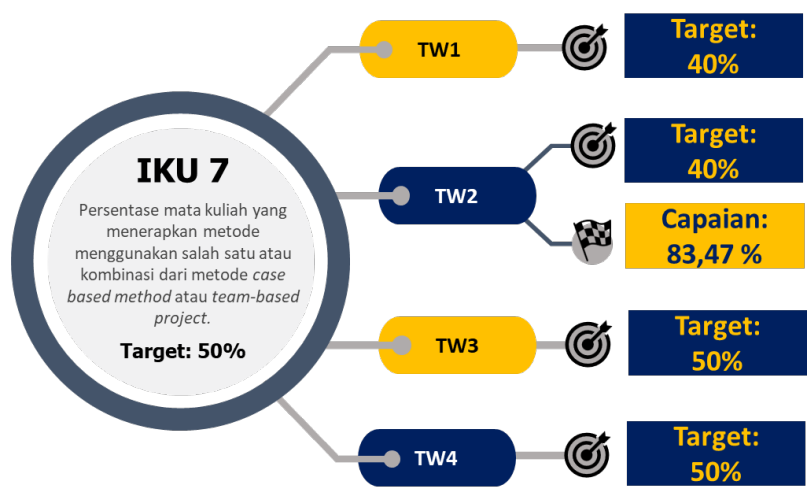 IKU 7
Persentase mata kuliah yang
menerapkan metode
menggunakan salah satu atau
kombinasi dari metode case
based method atau team-based
project.
Target: 50%
TW1
Target:
40%
TW2
Target:
40%
Capaian:
83,47 %
TW3
Target:
50%
TW4
Target:
50%